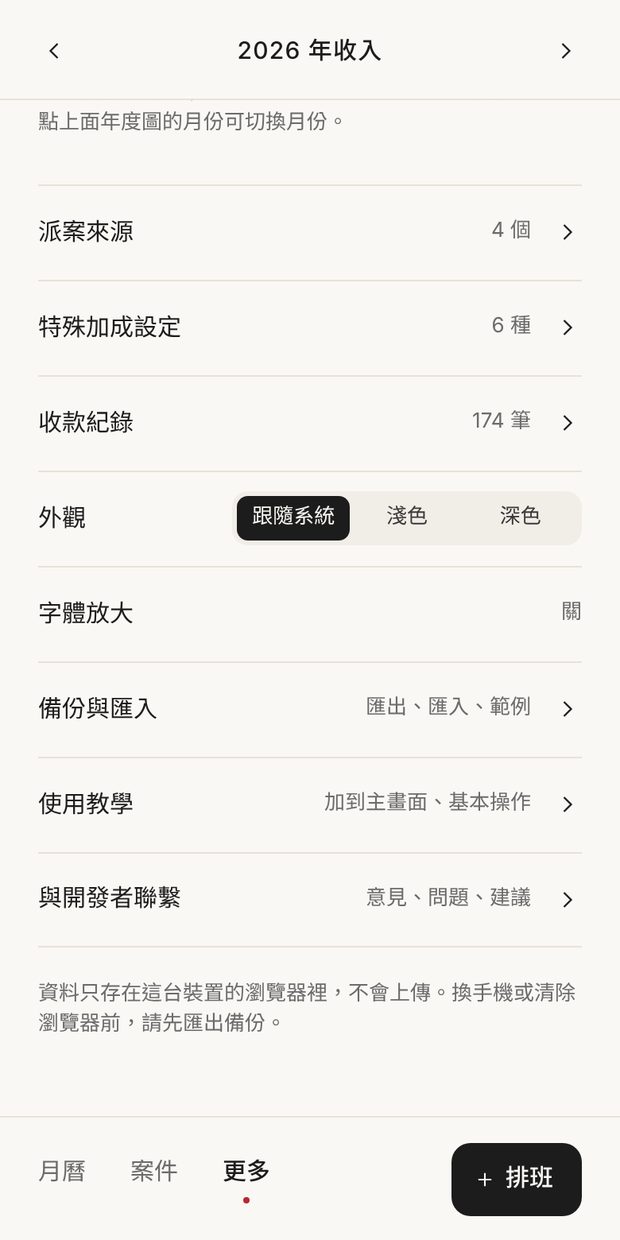 2026 年收入
點上面年度圖的月份可切換月份。
派案來源 4 個
特殊加成設定 6 種
收款紀錄 174 筆
外觀 跟隨系統 淺色 深色
字體放大 關
備份與匯入 匯出、匯入、範例
使用教學 加到主畫面、基本操作
與開發者聯繫 意見、問題、建議
資料只存在這台裝置的瀏覽器裡，不會上傳。換手機或清除
瀏覽器前，請先匯出備份。
月曆 案件 更多 + 排班